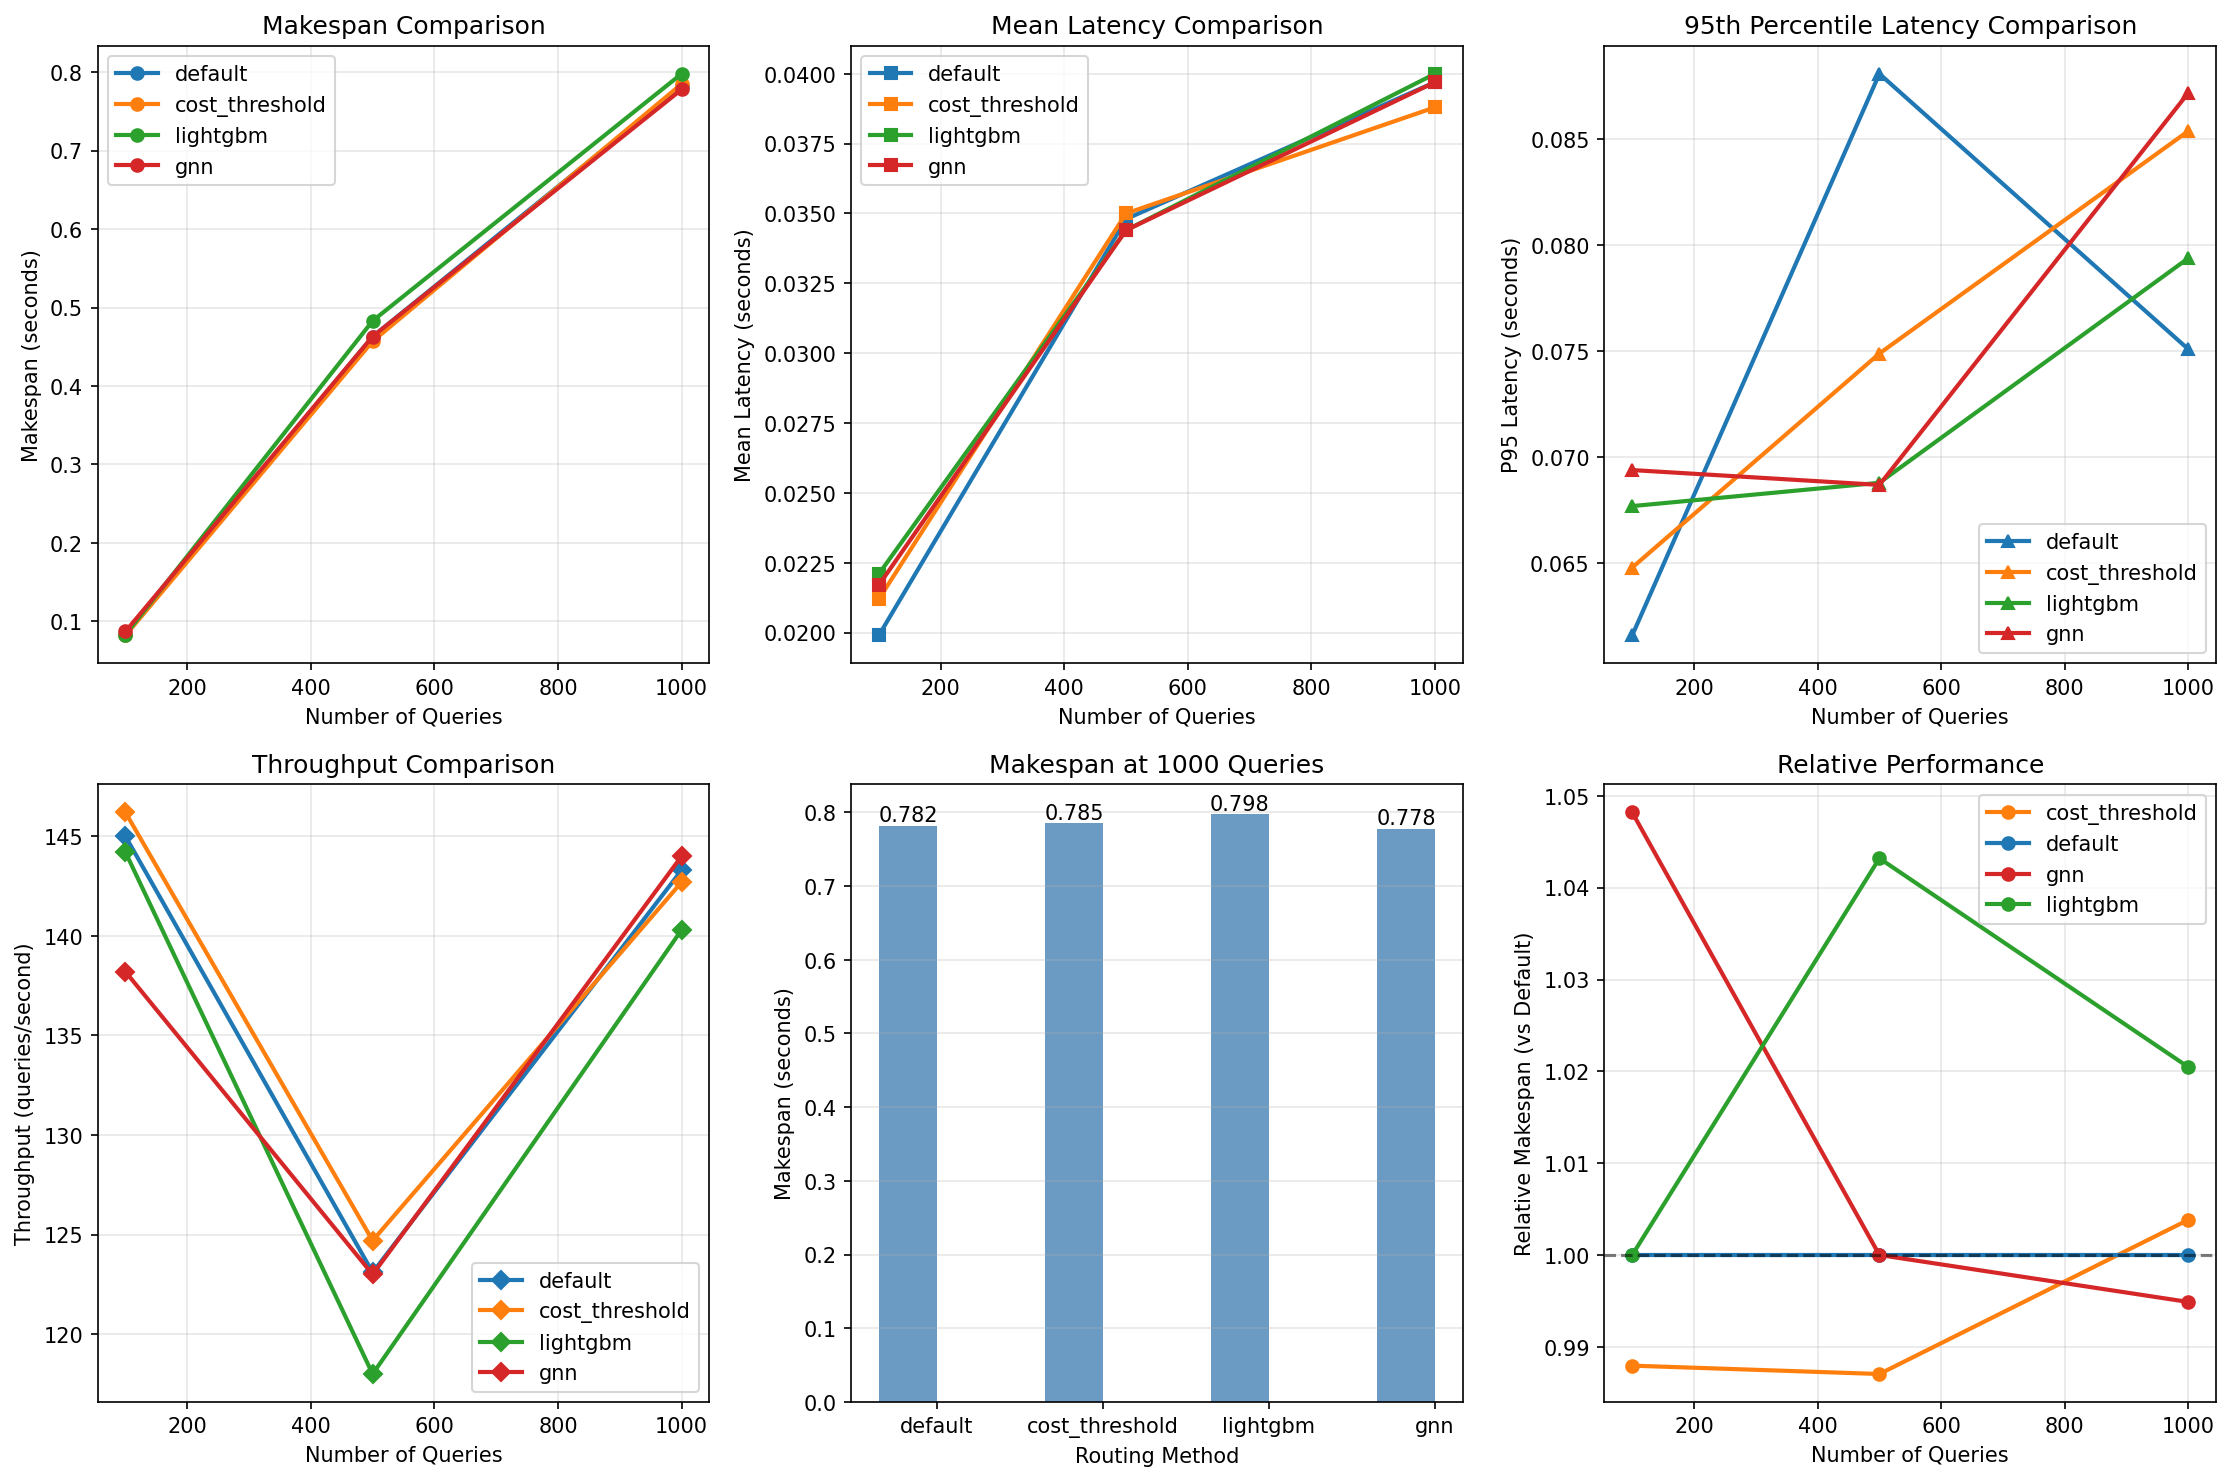 Makespan Comparison
default
cost_threshold
lightgbm
gnn
0.8
0.7
0.6
0.5
0.4
0.3
0.2
0.1
Makespan (seconds)
200 400 600 800 1000
Number of Queries
Mean Latency Comparison
default
cost_threshold
lightgbm
gnn
0.0400
0.0375
0.0350
0.0325
0.0300
0.0275
0.0250
0.0225
0.0200
Mean Latency (seconds)
200 400 600 800 1000
Number of Queries
95th Percentile Latency Comparison
0.085
0.080
0.075
0.070
0.065
P95 Latency (seconds)
default
cost_threshold
lightgbm
gnn
200 400 600 800 1000
Number of Queries
Throughput Comparison
145
140
135
130
125
120
Throughput (queries/second)
default
cost_threshold
lightgbm
gnn
200 400 600 800 1000
Number of Queries
Makespan at 1000 Queries
0.782 0.785 0.798 0.778
0.8
0.7
0.6
0.5
0.4
0.3
0.2
0.1
0.0
Makespan (seconds)
default cost_threshold lightgbm gnn
Routing Method
Relative Performance
cost_threshold
default
gnn
lightgbm
1.05
1.04
1.03
1.02
1.01
1.00
0.99
Relative Makespan (vs Default)
200 400 600 800 1000
Number of Queries